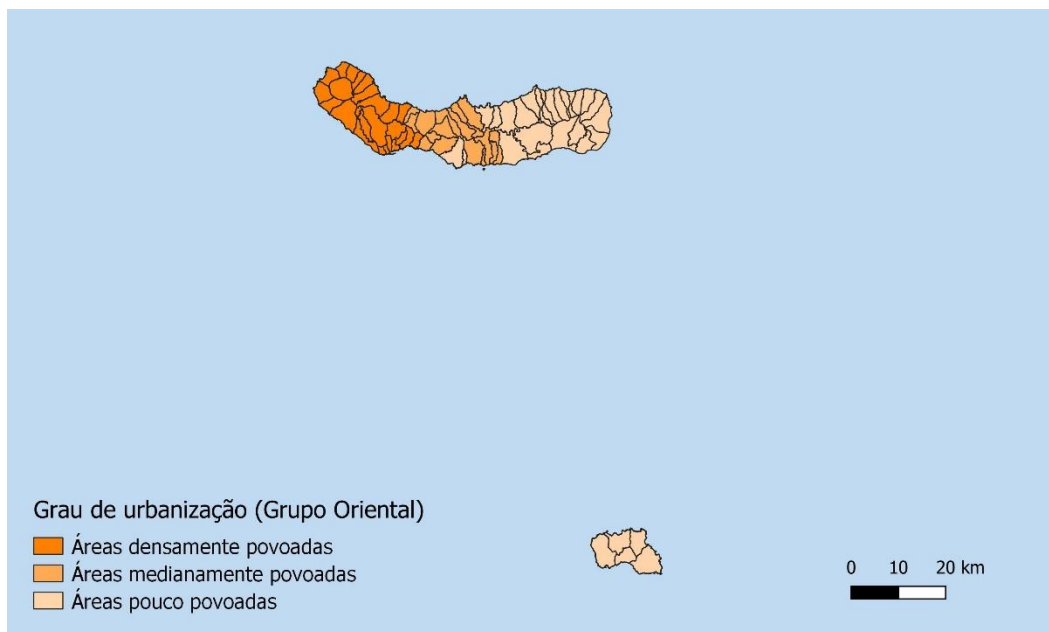 Grau de urbanização (Grupo Oriental)
Áreas densamente povoadas
Áreas medianamente povoadas
Áreas pouco povoadas
0 10 20 km